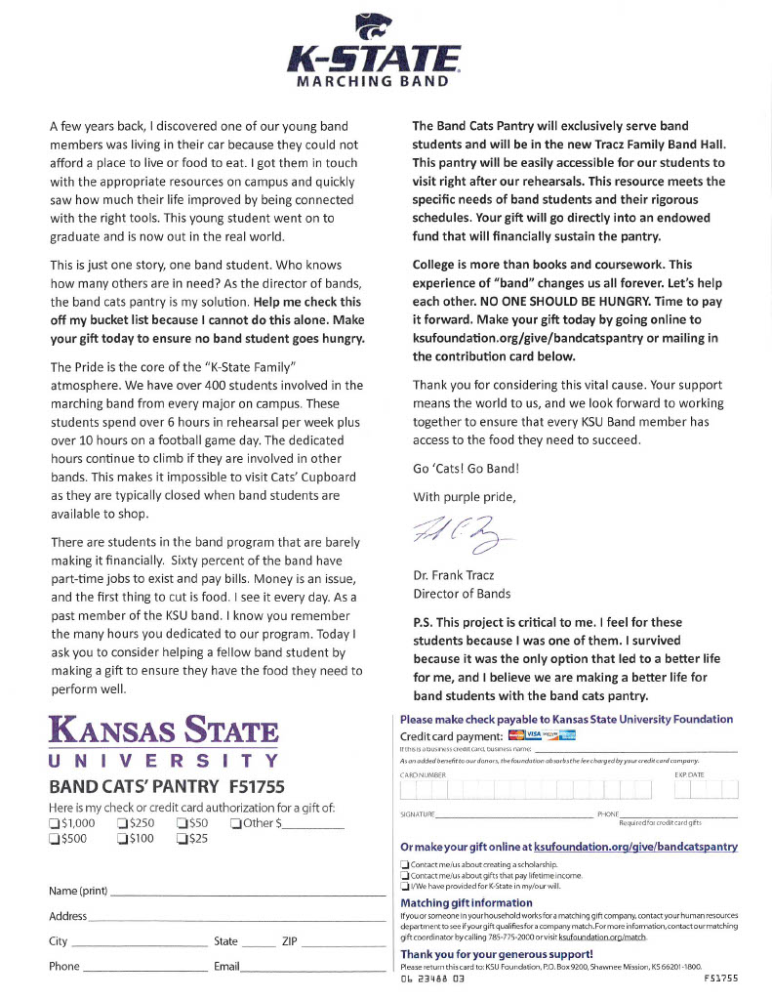 K-STATE
MARCHING BAND
A few years back, I discovered one of our young band
members was living in their car because they could not
afford a place to live or food to eat. I got them in touch
with the appropriate resources on campus and quickly
saw how much their life improved by being connected
with the right tools. This young student went on to
graduate and is now out in the real world.
This is just one story, one band student. Who knows
how many others are in need? As the director of bands,
the band cats pantry is my solution. Help me check this
off my bucket list because I cannot do this alone. Make
your gift today to ensure no band student goes hungry.
The Pride is the core of the "K-State Family"
atmosphere. We have over 400 students involved in the
marching band from every major on campus. These
students spend over 6 hours in rehearsal per week plus
over 10 hours on a football game day. The dedicated
hours continue to climb if they are involved in other
bands. This makes it impossible to visit Cats' Cupboard
as they are typically closed when band students are
available to shop.
There are students in the band program that are barely
making it financially. Sixty percent of the band have
part-time jobs to exist and pay bills. Money is an issue,
and the first thing to cut is food. I see it every day. As a
past member of the KSU band. I know you remember
the many hours you dedicated to our program. Today I
ask you to consider helping a fellow band student by
making a gift to ensure they have the food they need to
perform well.
The Band Cats Pantry will exclusively serve band
students and will be in the new Tracz Family Band Hall.
This pantry will be easily accessible for our students to
visit right after our rehearsals. This resource meets the
specific needs of band students and their rigorous
schedules. Your gift will go directly into an endowed
fund that will financially sustain the pantry.
College is more than books and coursework. This
experience of "band" changes us all forever. Let's help
each other. NO ONE SHOULD BE HUNGRY. Time to pay
it forward. Make your gift today by going online to
ksufoundation.org/give/bandcatspantry or mailing in
the contribution card below.
Thank you for considering this vital cause. Your support
means the world to us, and we look forward to working
together to ensure that every KSU Band member has
access to the food they need to succeed.
Go 'Cats! Go Band!
With purple pride,
Dr. Frank Tracz
Director of Bands
P.S. This project is critical to me. I feel for these
students because I was one of them. I survived
because it was the only option that led to a better life
for me, and I believe we are making a better life for
band students with the band cats pantry.
KANSAS STATE
UNIVERSITY
BAND CATS' PANTRY F51755
Here is my check or credit card authorization for a gift of:
$1,000 $250 $50 Other $
$500 $100 $25
Name (print)
Address
City State ZIP
Phone Email
Please make check payable to Kansas State University Foundation
Credit card payment: VISA
If this is a business credit card, business name:
As an added benefit to our donors, the foundation absorbs the fee charged by your credit card company.
CARD NUMBER EXP. DATE
SIGNATURE PHONE
Required for credit card gifts
Or make your gift online at ksufoundation.org/give/bandcatspantry
Contact me/us about creating a scholarship.
Contact me/us about gifts that pay lifetime income.
I/We have provided for K-State in my/our will.
Matching gift information
If you or someone in your household works for a matching gift company, contact your human resources
department to see if your gift qualifies for a company match. For more information, contact our matching
gift coordinator by calling 785-775-2000 or visit ksufoundation.org/match.
Thank you for your generous support!
Please return this card to: KSU Foundation, P.O. Box 9200, Shawnee Mission, KS 66201-1800.
06 23488 03 F51755